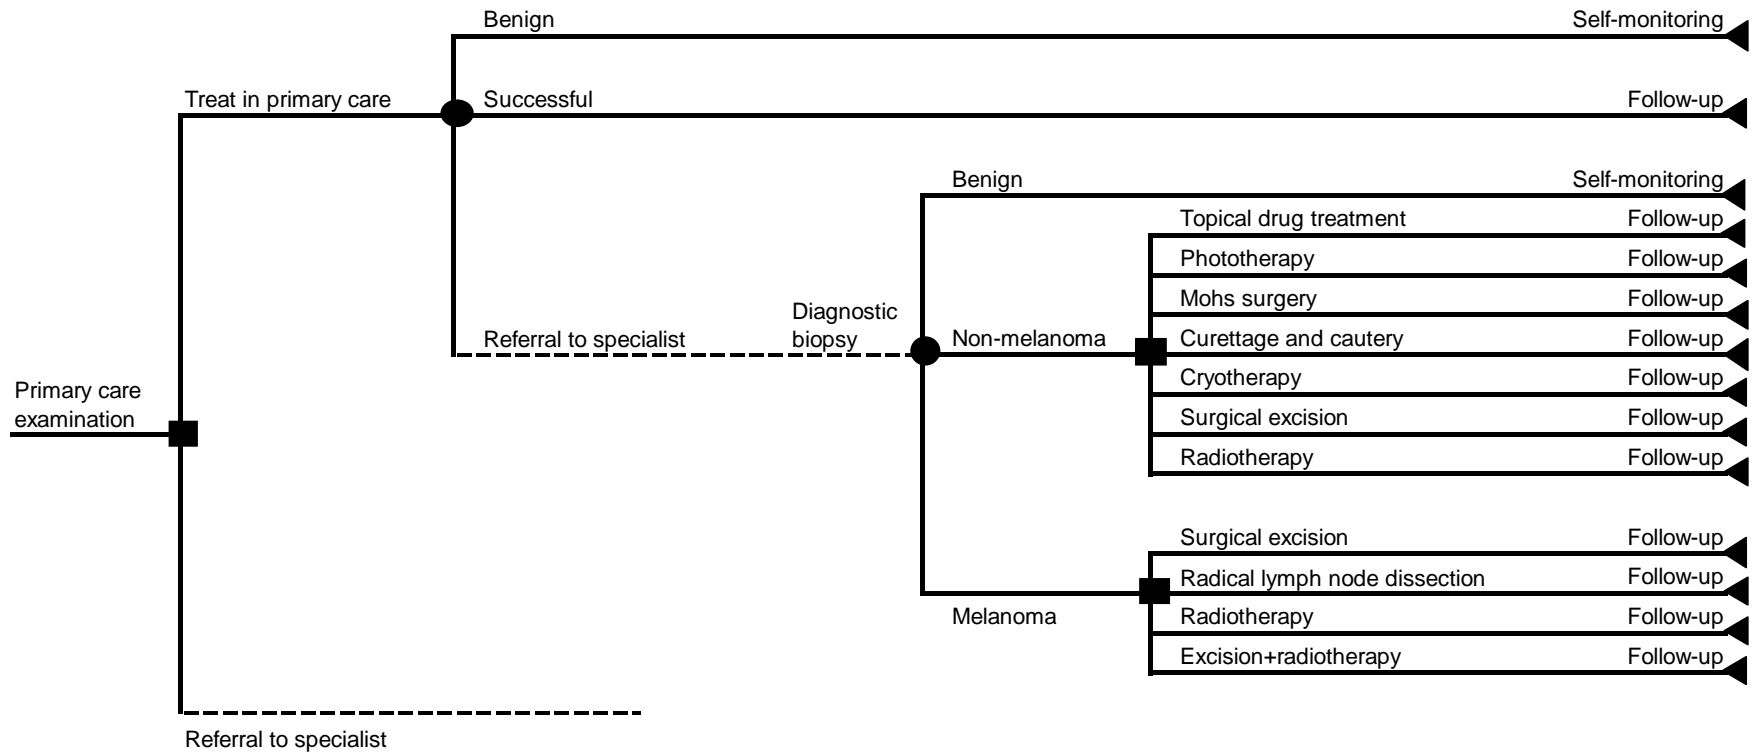 Benign
Self-monitoring
Treat in primary care
Successful
Follow-up
Benign
Self-monitoring
Topical drug treatment
Follow-up
Phototherapy
Follow-up
Mohs surgery
Follow-up
Diagnostic
biopsy
Referral to specialist
Non-melanoma
Curettage and cautery
Follow-up
Cryotherapy
Follow-up
Primary care
examination
Surgical excision
Follow-up
Radiotherapy
Follow-up
Surgical excision
Follow-up
Radical lymph node dissection
Follow-up
Melanoma
Radiotherapy
Follow-up
Excision+radiotherapy
Follow-up
Referral to specialist